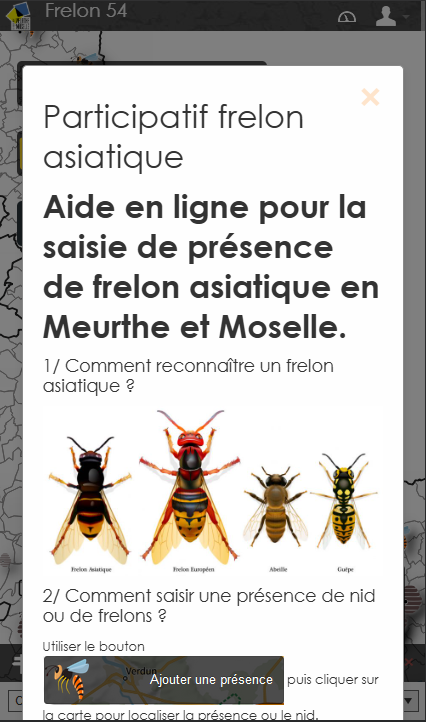 Frelon 54
Participatif frelon
asiatique
Aide en ligne pour la
saisie de présence
de frelon asiatique en
Meurthe et Moselle.
1/ Comment reconnaître un frelon
asiatique ?
Frelon Asiatique Frelon Européen Abeille Guêpe
2/ Comment saisir une présence de nid
ou de frelons ?
Utiliser le bouton
Verdun
Ajouter une présence puis cliquer sur
la carte pour localiser la présence ou le nid.